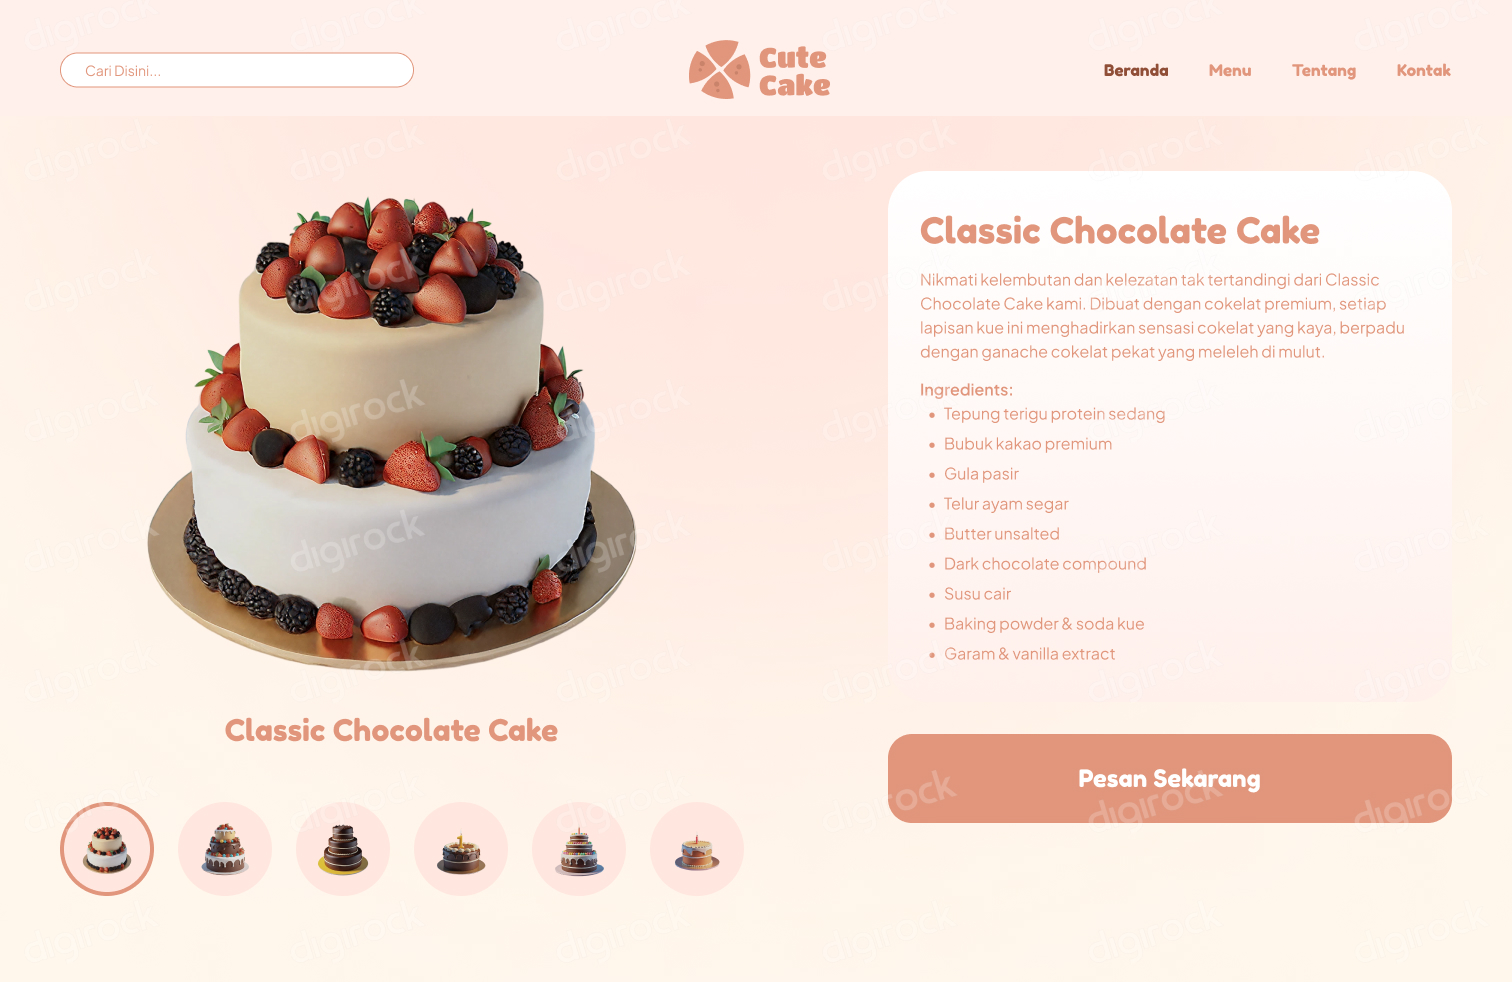 Cari Disini...
Cute
Cake
Beranda
Menu
Tentang
Kontak
Classic Chocolate Cake
Nikmati kelembutan dan kelezatan tak tertandingi dari Classic
Chocolate Cake kami. Dibuat dengan cokelat premium, setiap
lapisan kue ini menghadirkan sensasi cokelat yang kaya, berpadu
dengan ganache cokelat pekat yang meleleh di mulut.
Ingredients:
• Tepung terigu protein sedang
• Bubuk kakao premium
• Gula pasir
• Telur ayam segar
• Butter unsalted
• Dark chocolate compound
• Susu cair
• Baking powder & soda kue
• Garam & vanilla extract
Classic Chocolate Cake
Pesan Sekarang
digirock